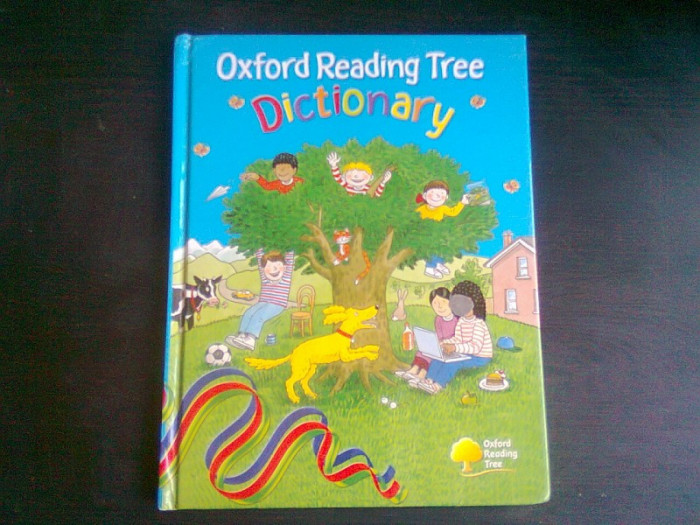 Oxford Reading Tree
Dictionary
Oxford
Reading
Tree